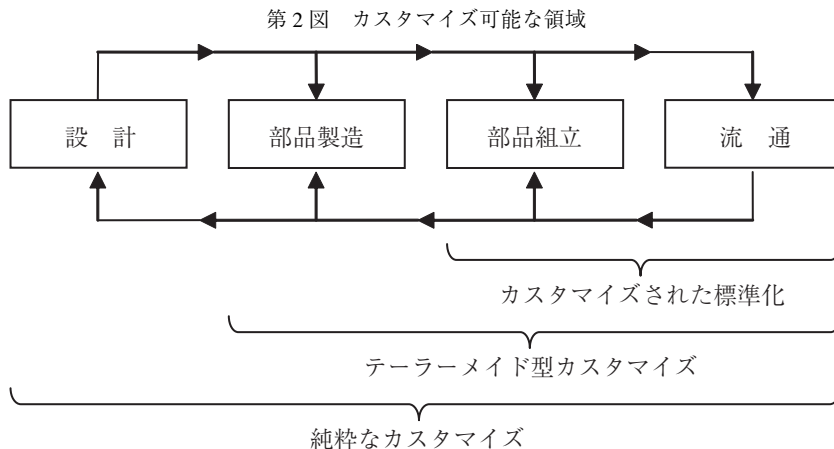 第2図　カスタマイズ可能な領域
設　計
部品製造
部品組立
流　通
カスタマイズされた標準化
テーラーメイド型カスタマイズ
純粋なカスタマイズ